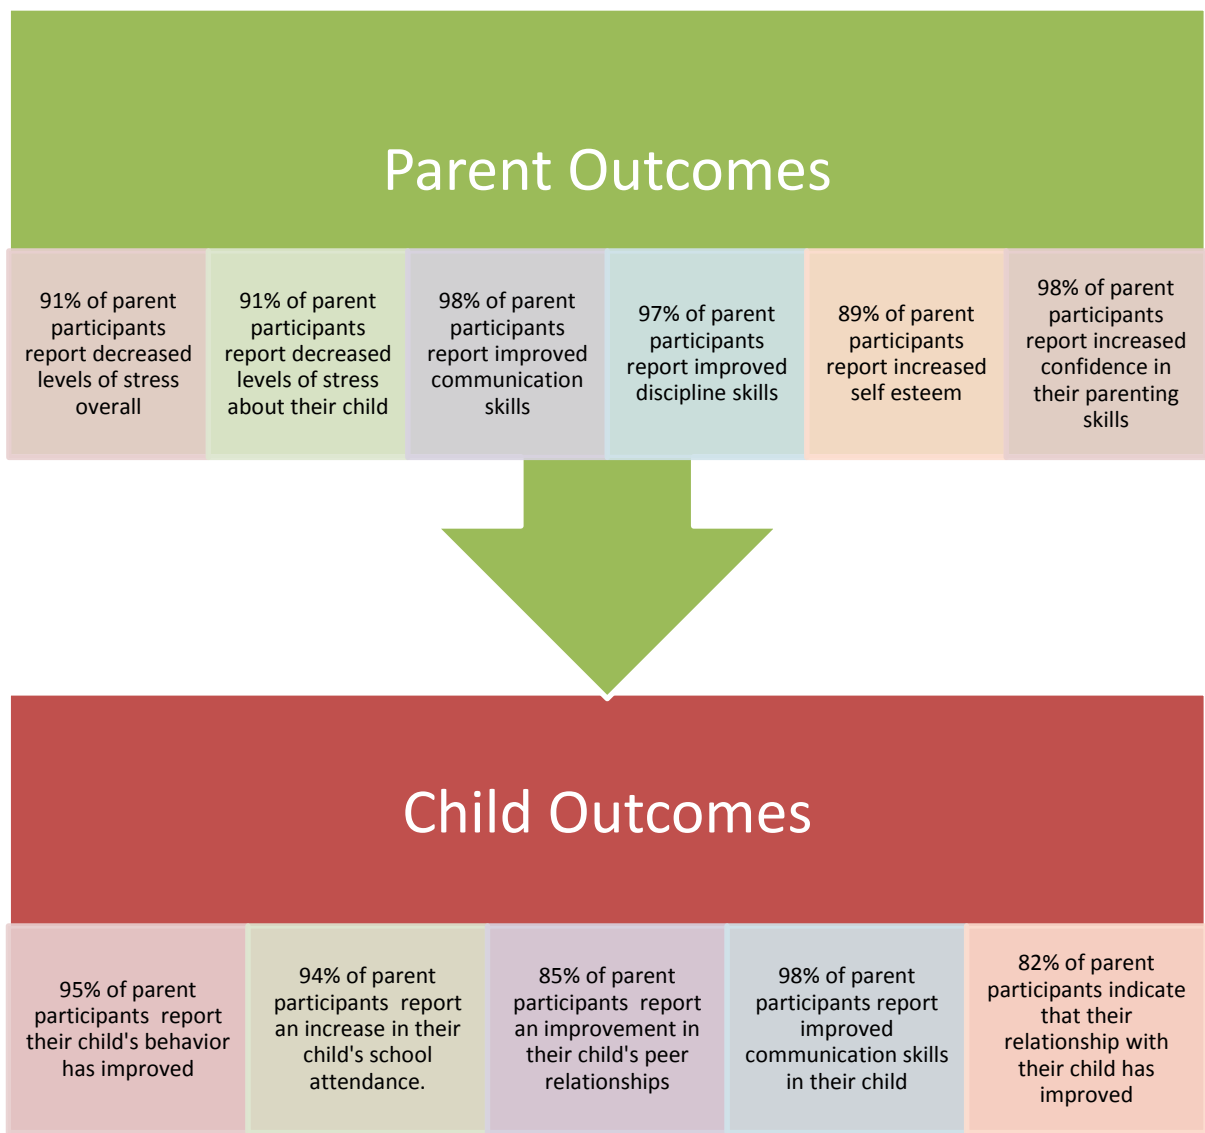 Parent Outcomes
91% of parent
participants
report decreased
levels of stress
overall
91% of parent
participants
report decreased
levels of stress
about their child
98% of parent
participants
report improved
communication
skills
97% of parent
participants
report improved
discipline skills
89% of parent
participants
report increased
self esteem
98% of parent
participants
report increased
confidence in
their parenting
skills
Child Outcomes
95% of parent
participants  report
their child's behavior
has improved
94% of parent
participants  report
an increase in their
child's school
attendance.
85% of parent
participants  report
an improvement in
their child's peer
relationships
98% of parent
participants report
improved
communication skills
in their child
82% of parent
participants indicate
that their
relationship with
their child has
improved